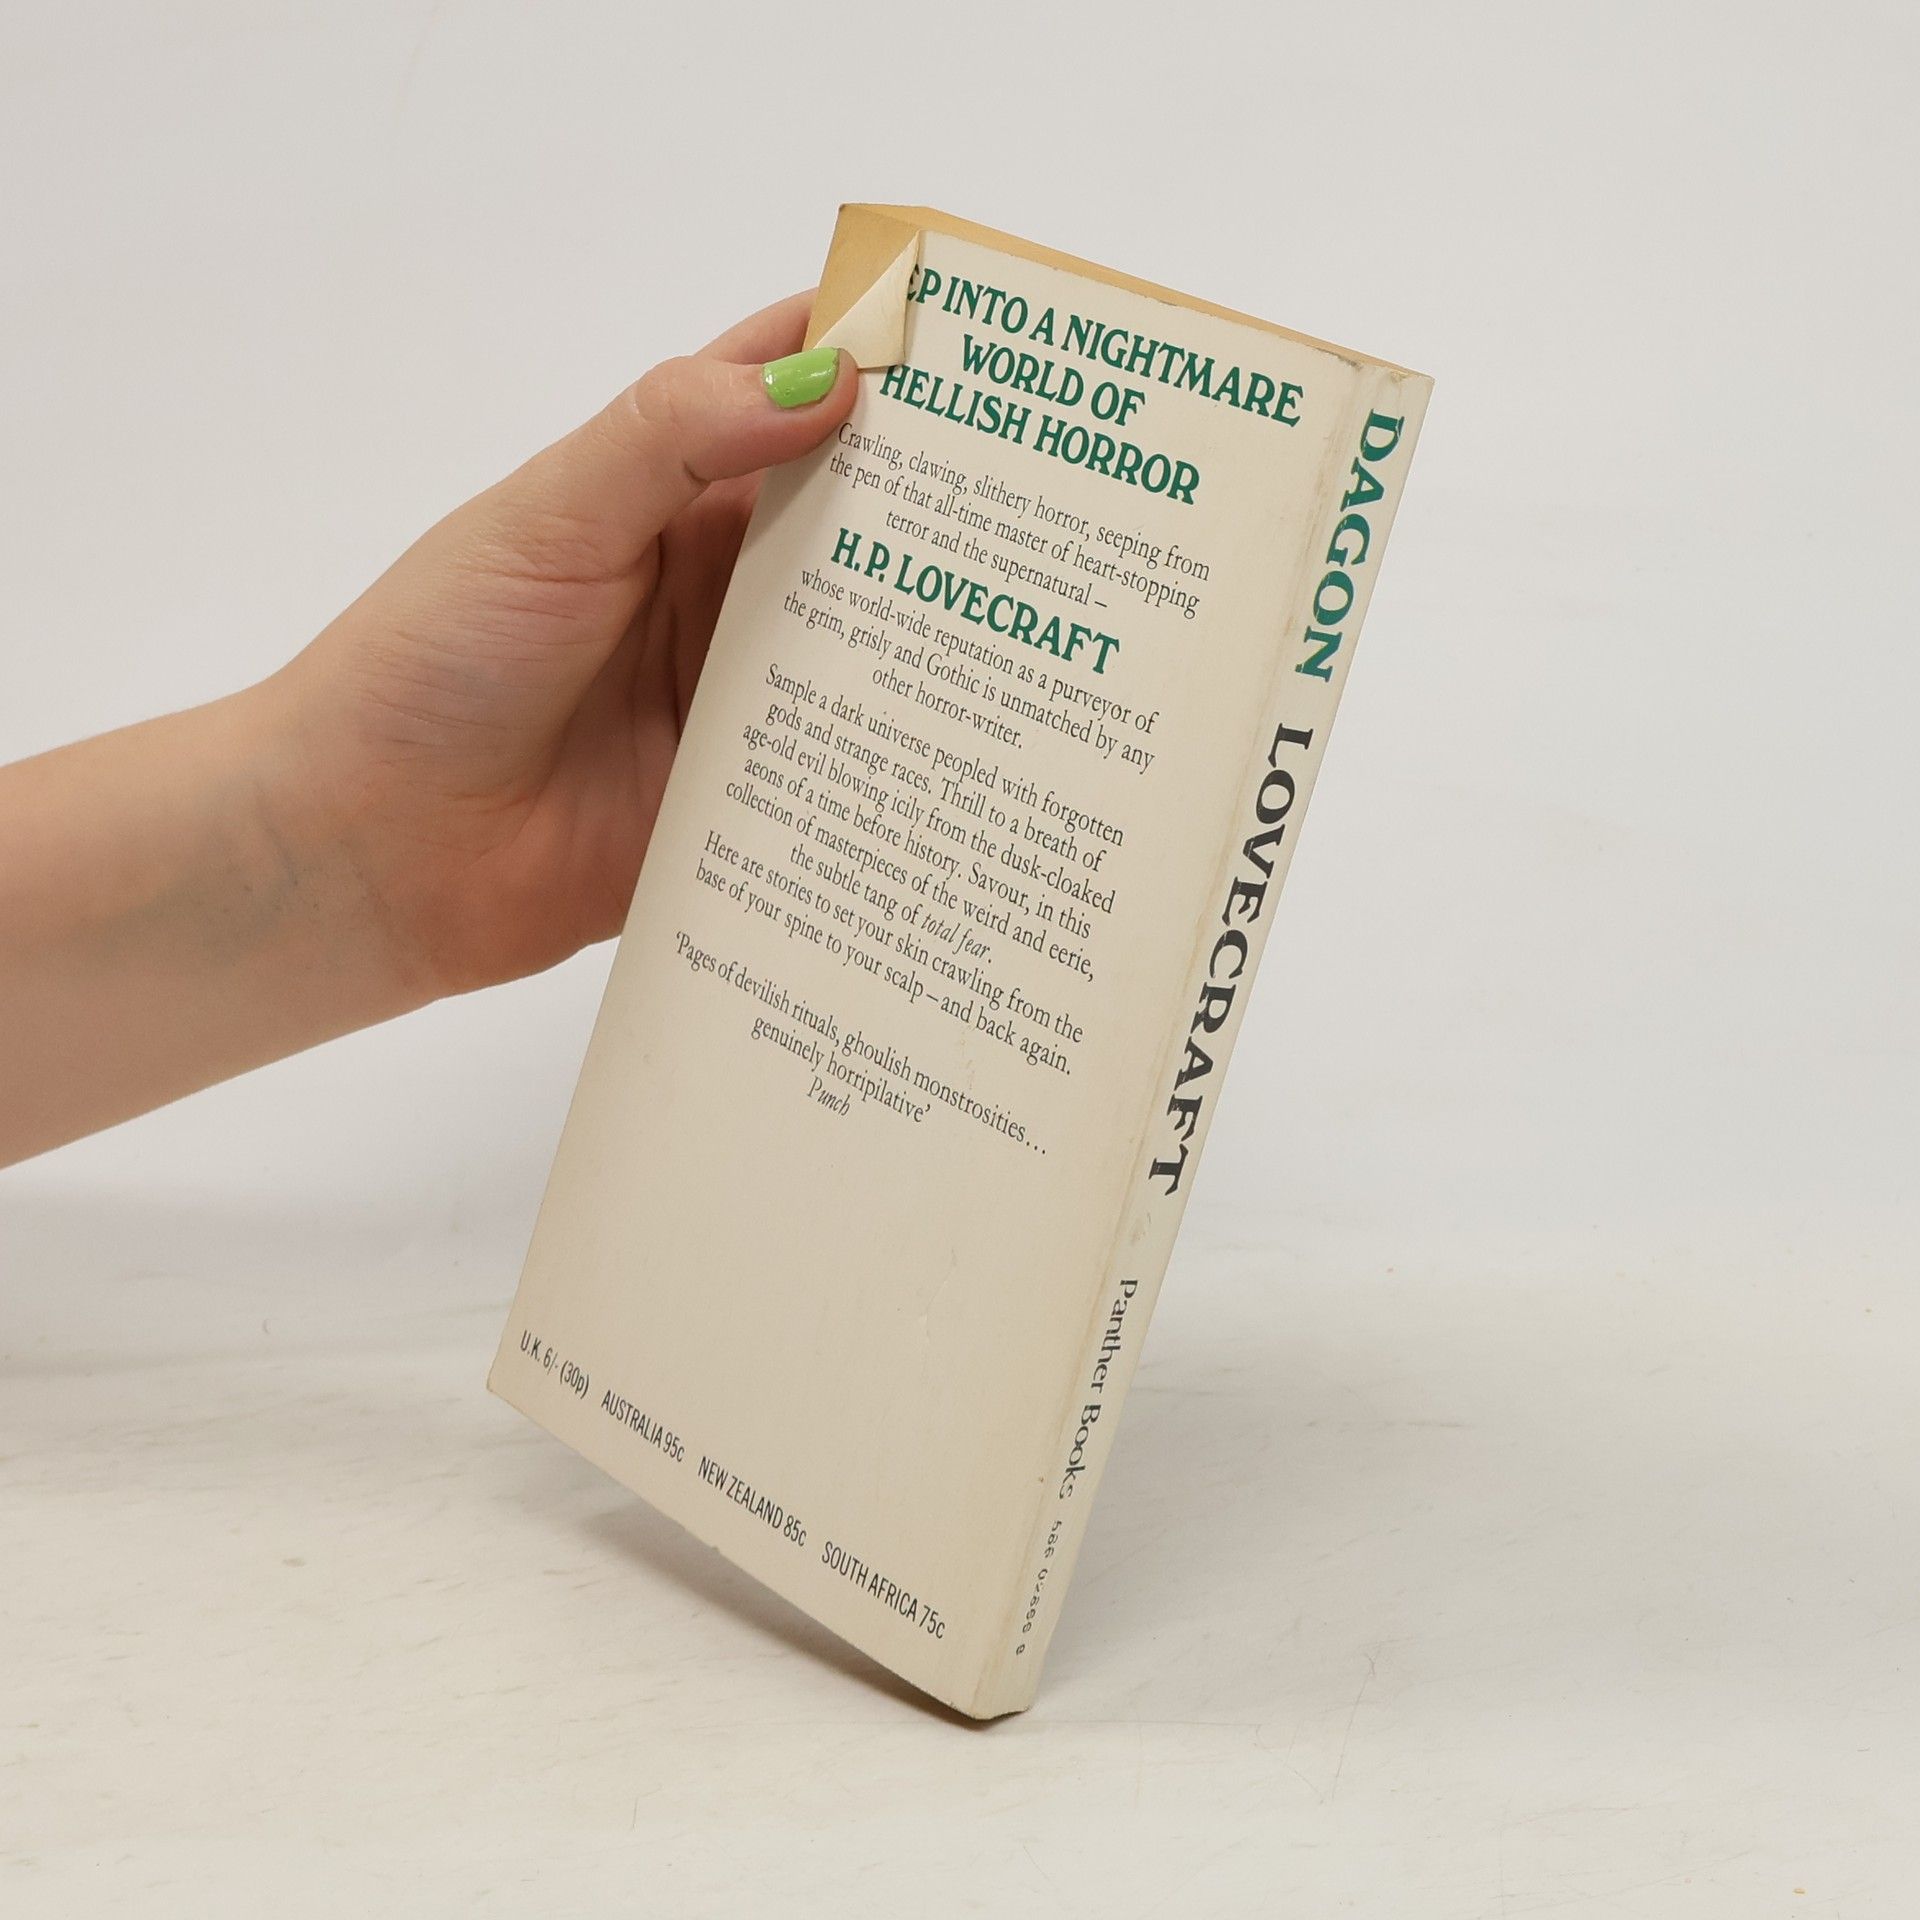 EP INTO A NIGHTMARE
WORLD OF
HELLISH HORROR
Crawling, clawing, slithery horror, seeping from
the pen of that all-time master of heart-stopping
terror and the supernatural –
H.P. LOVECRAFT
whose world-wide reputation as a purveyor of
the grim, grisly and Gothic is unmatched by any
other horror-writer.
Sample a dark universe peopled with forgotten
gods and strange races. Thrill to a breath of
age-old evil blowing icily from the dusk-cloaked
aeons of a time before history. Savour, in this
collection of masterpieces of the weird and eerie,
the subtle tang of total fear.
Here are stories to set your skin crawling from the
base of your spine to your scalp – and back again.
‘Pages of devilish rituals, ghoulish monstrosities...
genuinely horripilative’
Punch
U.K. 6/- (30p) AUSTRALIA 95c NEW ZEALAND 85c SOUTH AFRICA 75c
DAGON LOVECRAFT Panther Books